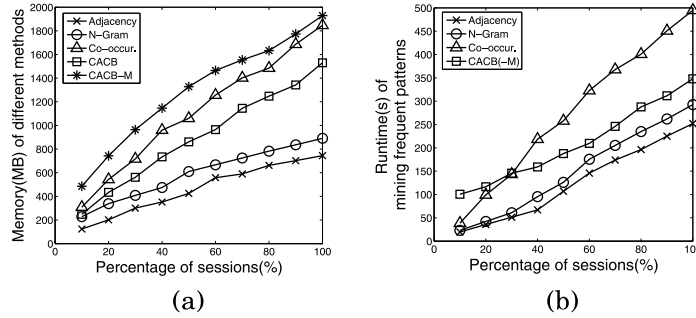 Memory(MB) of different methods
2000
1800
1600
1400
1200
1000
800
600
400
200
0
Adjacency
N-Gram
Co-occur.
CACB
CACB-M
0 20 40 60 80 100
Percentage of sessions(%)
(a)
Runtime(s) of
mining frequent patterns
500
450
400
350
300
250
200
150
100
50
0
Adjacency
N-Gram
Co-occur.
CACB(-M)
0 20 40 60 80 100
Percentage of sessions(%)
(b)